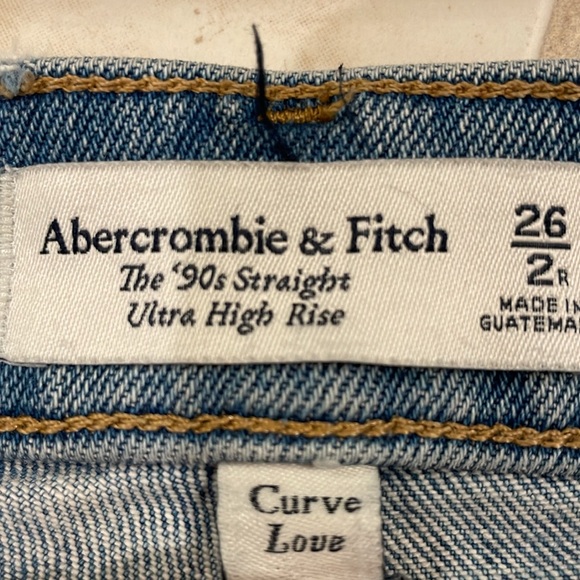 Abercrombie & Fitch
The '90s Straight
Ultra High Rise
26
2R
MADE IN
GUATEMA
Curve
Love